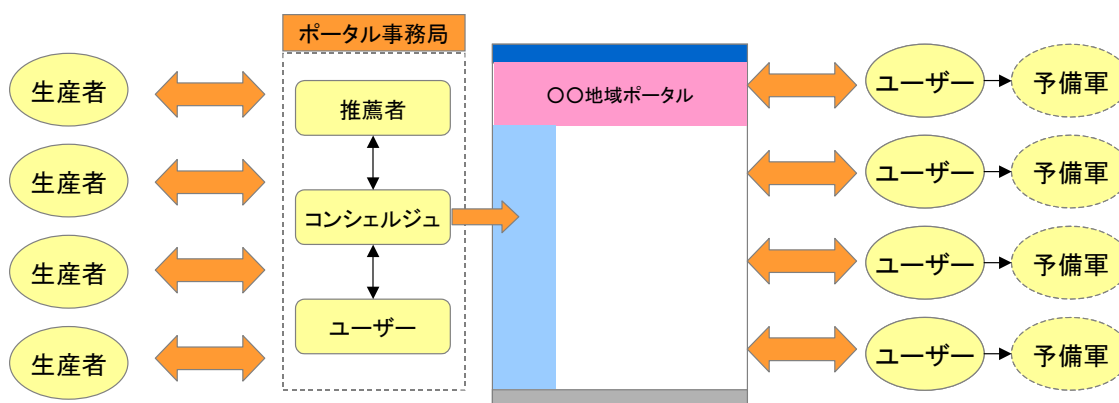 ポータル事務局
生産者
生産者
生産者
生産者
推薦者
コンシェルジュ
ユーザー
〇〇地域ポータル
ユーザー
予備軍
ユーザー
予備軍
ユーザー
予備軍
ユーザー
予備軍